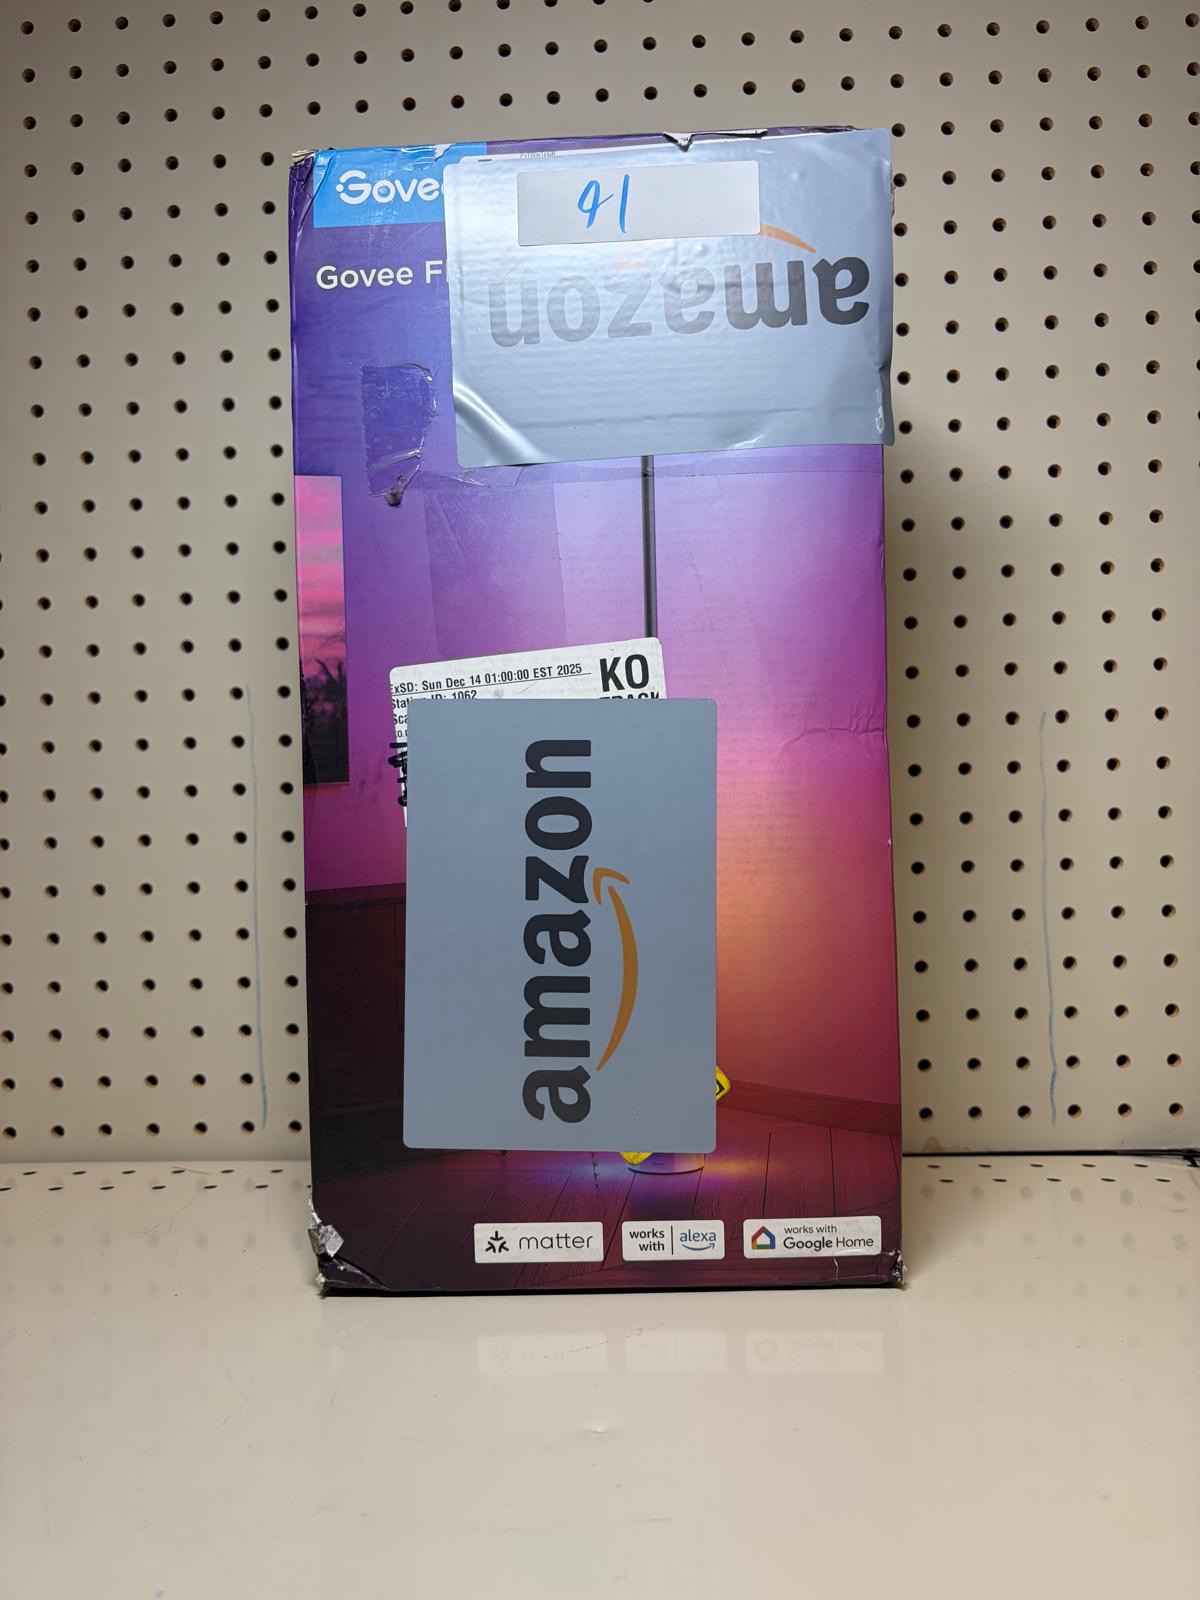 Govee
41
amazon
Govee Fl
ExSD: Sun Dec 14 01:00:00 EST 2025
KO
amazon
matter
works with | alexa
works with
Google Home